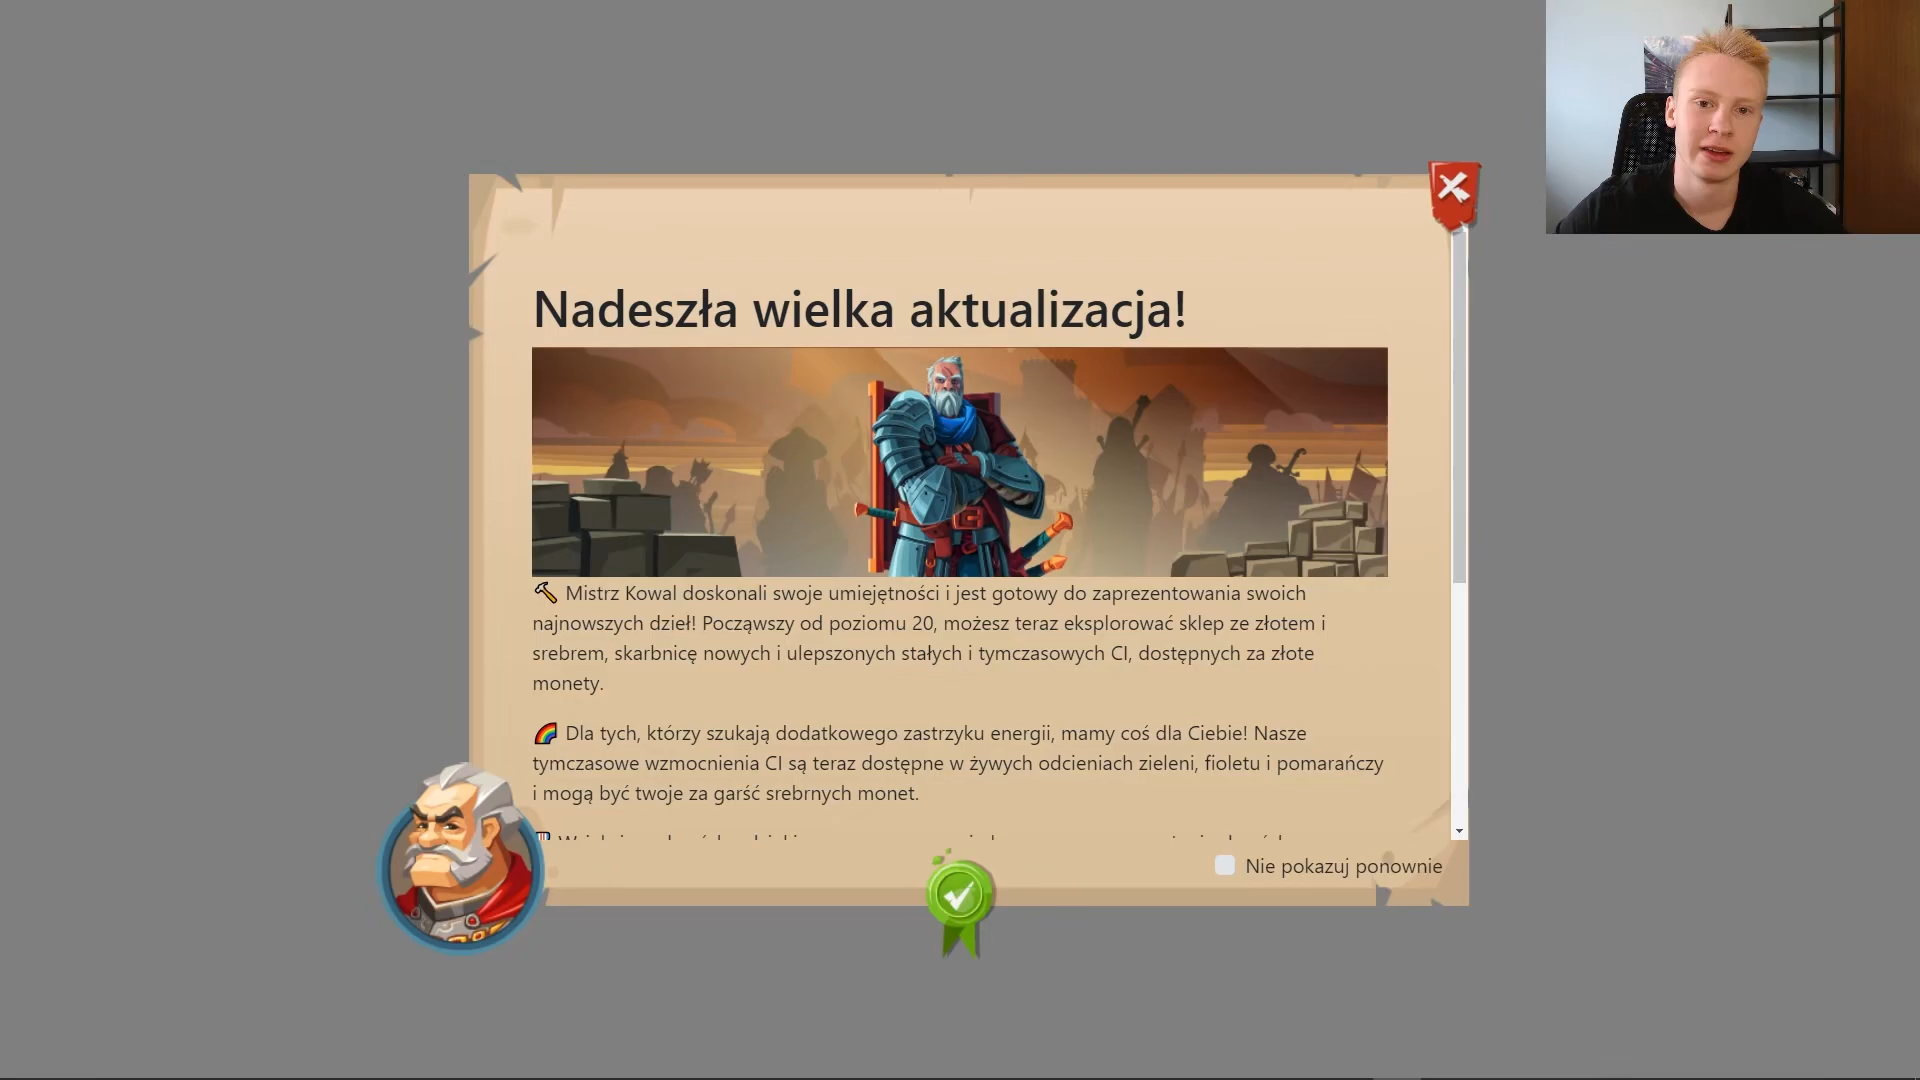 Nadeszła wielka aktualizacja!
🔨 Mistrz Kowal doskonali swoje umiejętności i jest gotowy do zaprezentowania swoich
najnowszych dzieł! Począwszy od poziomu 20, możesz teraz eksplorować sklep ze złotem i
srebrem, skarbnicę nowych i ulepszonych stałych i tymczasowych CI, dostępnych za złote
monety.
🌈 Dla tych, którzy szukają dodatkowego zastrzyku energii, mamy coś dla Ciebie! Nasze
tymczasowe wzmocnienia CI są teraz dostępne w żywych odcieniach zieleni, fioletu i pomarańczy
i mogą być twoje za garść srebrnych monet.
Nie pokazuj ponownie